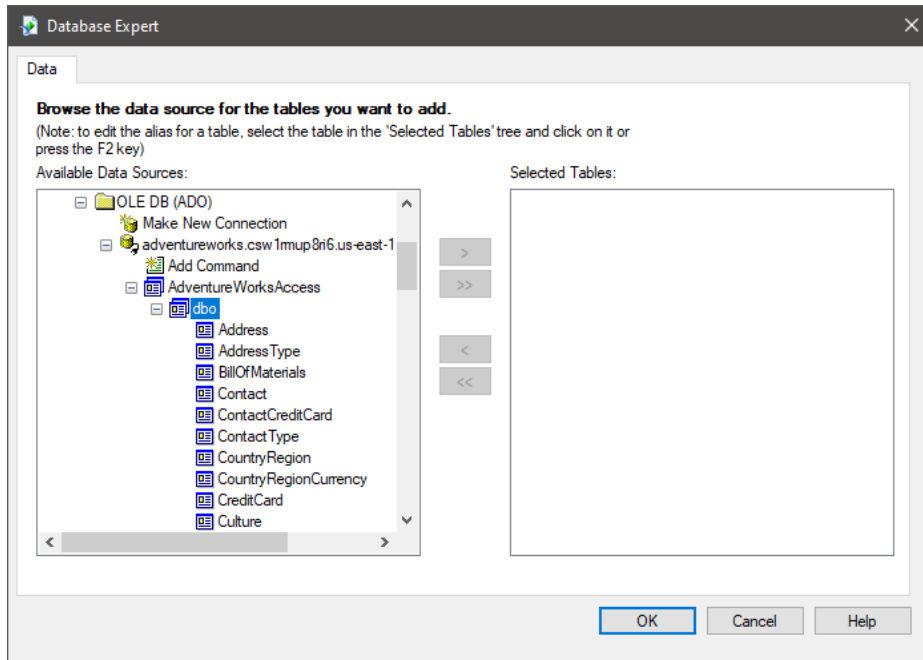 Database Expert
Data
Browse the data source for the tables you want to add.
(Note: to edit the alias for a table, select the table in the 'Selected Tables' tree and click on it or
press the F2 key)
Available Data Sources:
Selected Tables:
OLE DB (ADO)
Make New Connection
adventureworks.csw1mup8ri6.us-east-1
Add Command
AdventureWorksAccess
dbo
Address
AddressType
BillOfMaterials
Contact
ContactCreditCard
ContactType
CountryRegion
CountryRegionCurrency
CreditCard
Culture
>
>>
<
<<
OK
Cancel
Help